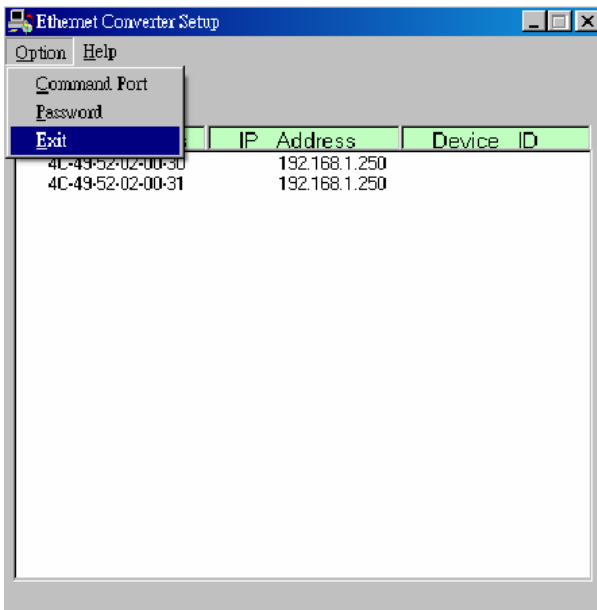 Ethernet Converter Setup
Option Help
Command Port
Password
Exit
IP Address Device ID
4C-49-52-02-00-30 192.168.1.250
4C-49-52-02-00-31 192.168.1.250